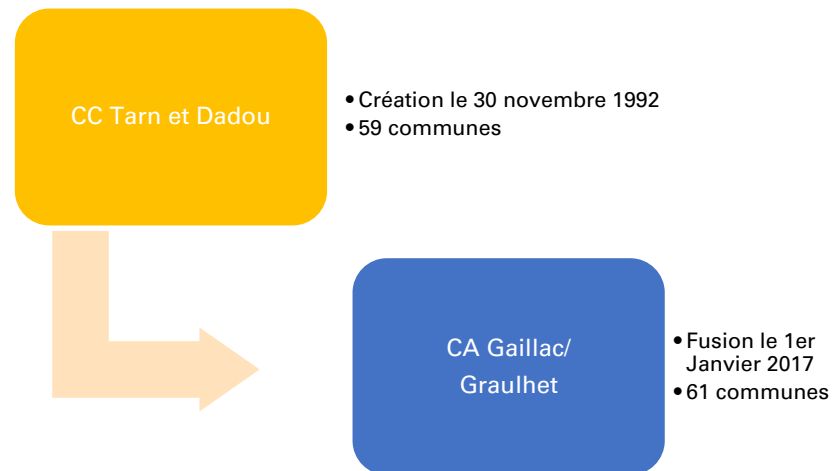 CC Tarn et Dadou
• Création le 30 novembre 1992
• 59 communes
CA Gaillac/
Graulhet
• Fusion le 1er
Janvier 2017
• 61 communes